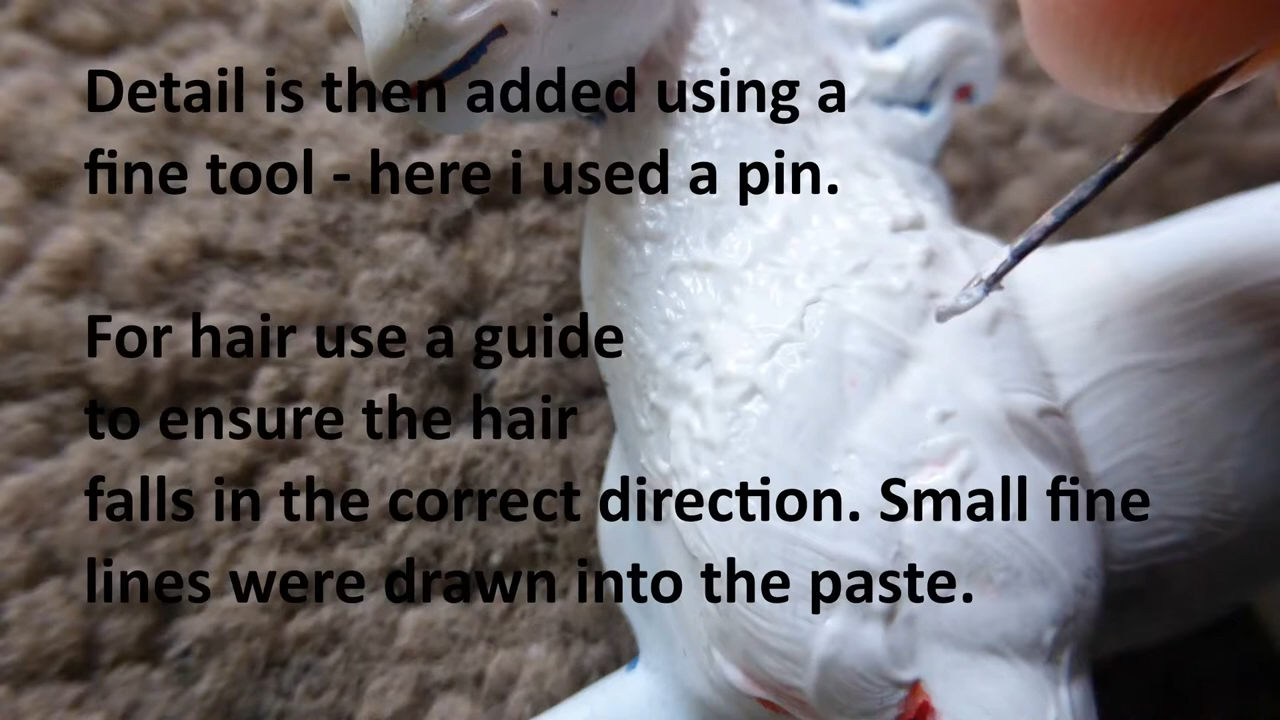 Detail is then added using a
fine tool - here i used a pin.
For hair use a guide
to ensure the hair
falls in the correct direction. Small fine
lines were drawn into the paste.